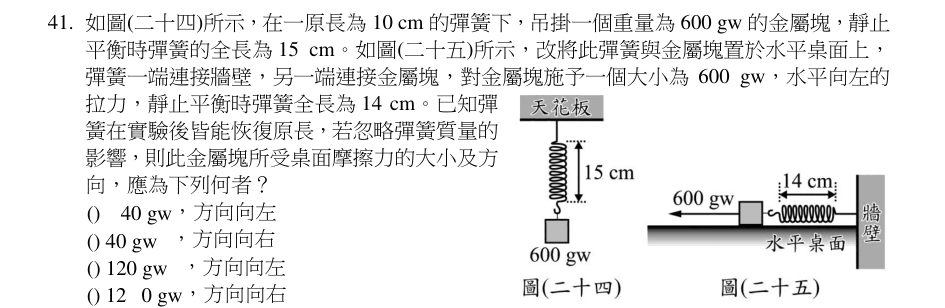 41. 如圖(二十四)所示，在一原長為 10 cm 的彈簧下，吊掛一個重量為 600 gw 的金屬塊，靜止
平衡時彈簧的全長為 15 cm。如圖(二十五)所示，改將此彈簧與金屬塊置於水平桌面上，
彈簧一端連接牆壁，另一端連接金屬塊，對金屬塊施予一個大小為 600 gw，水平向左的
拉力，靜止平衡時彈簧全長為 14 cm。已知彈
簧在實驗後皆能恢復原長，若忽略彈簧質量的
影響，則此金屬塊所受桌面摩擦力的大小及方
向，應為下列何者？
() 40 gw，方向向左
() 40 gw ，方向向右
() 120 gw ，方向向左
() 12 0 gw，方向向右
天花板
15 cm
600 gw
圖(二十四)
14 cm
600 gw
牆壁
水平桌面
圖(二十五)